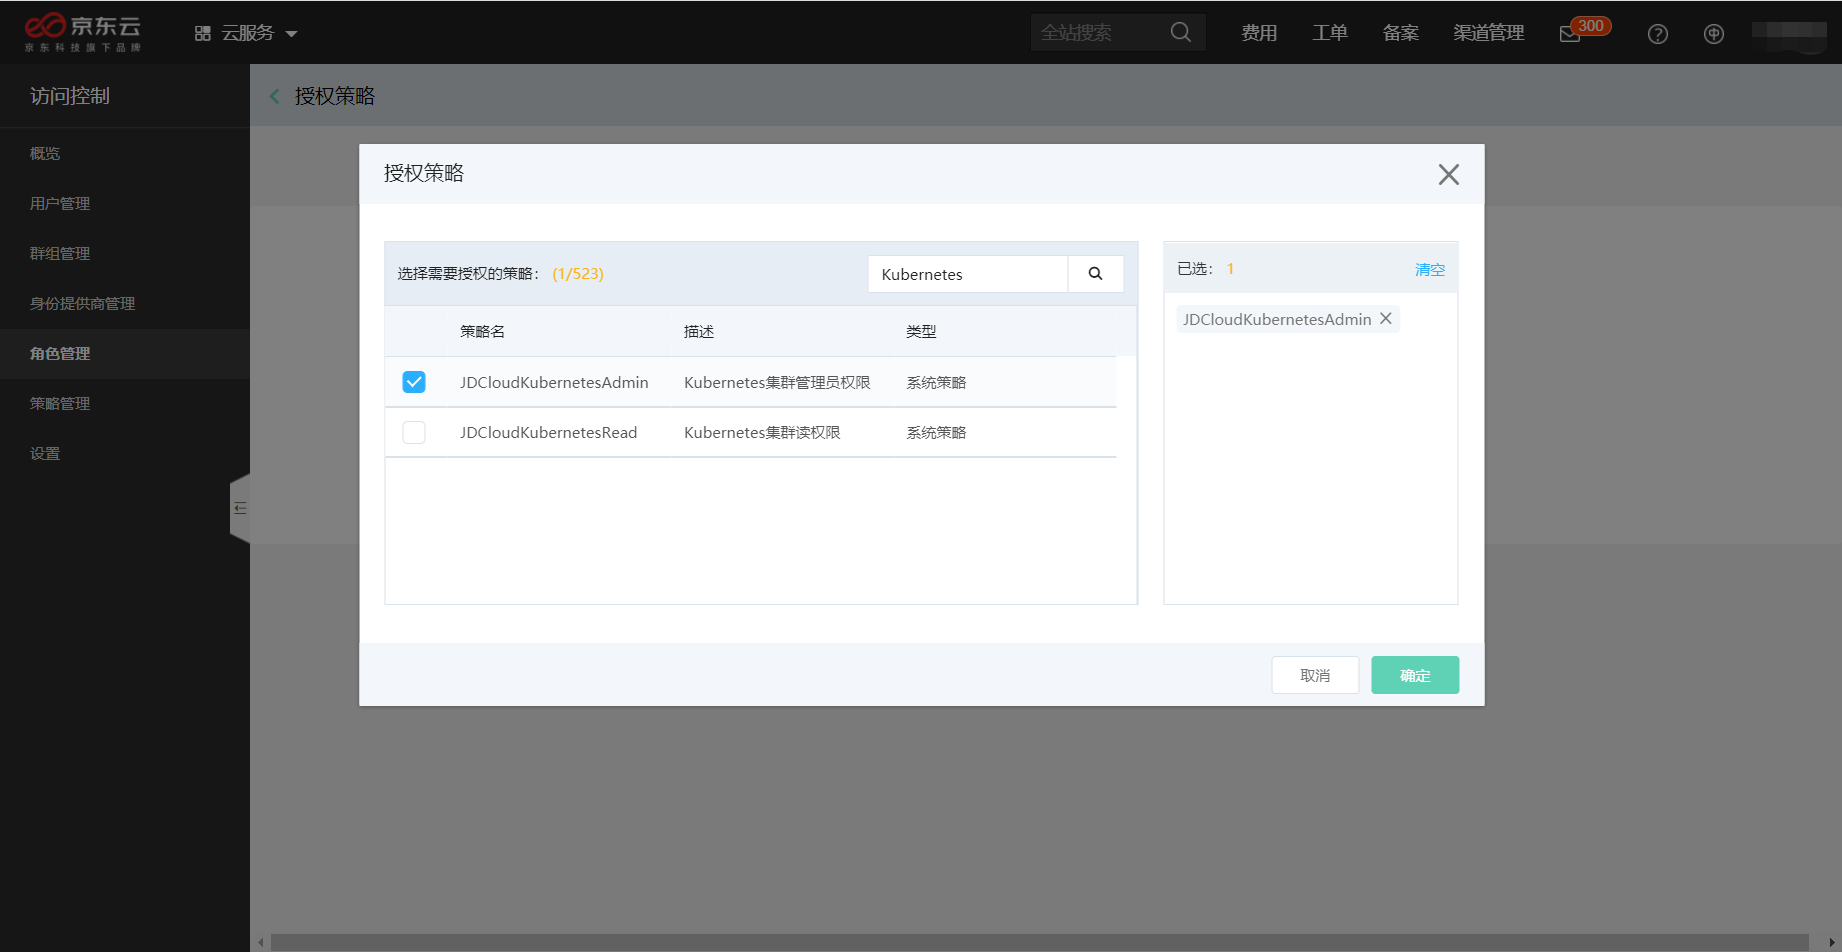 京东云
京东科技旗下品牌
云服务
全站搜索
费用
工单
备案
渠道管理
300
访问控制
授权策略
概览
用户管理
群组管理
身份提供商管理
角色管理
策略管理
设置
授权策略
选择需要授权的策略： (1/523)
Kubernetes
已选： 1
清空
策略名 描述 类型
JDCloudKubernetesAdmin Kubernetes集群管理员权限 系统策略
JDCloudKubernetesRead Kubernetes集群读权限 系统策略
JDCloudKubernetesAdmin
取消
确定